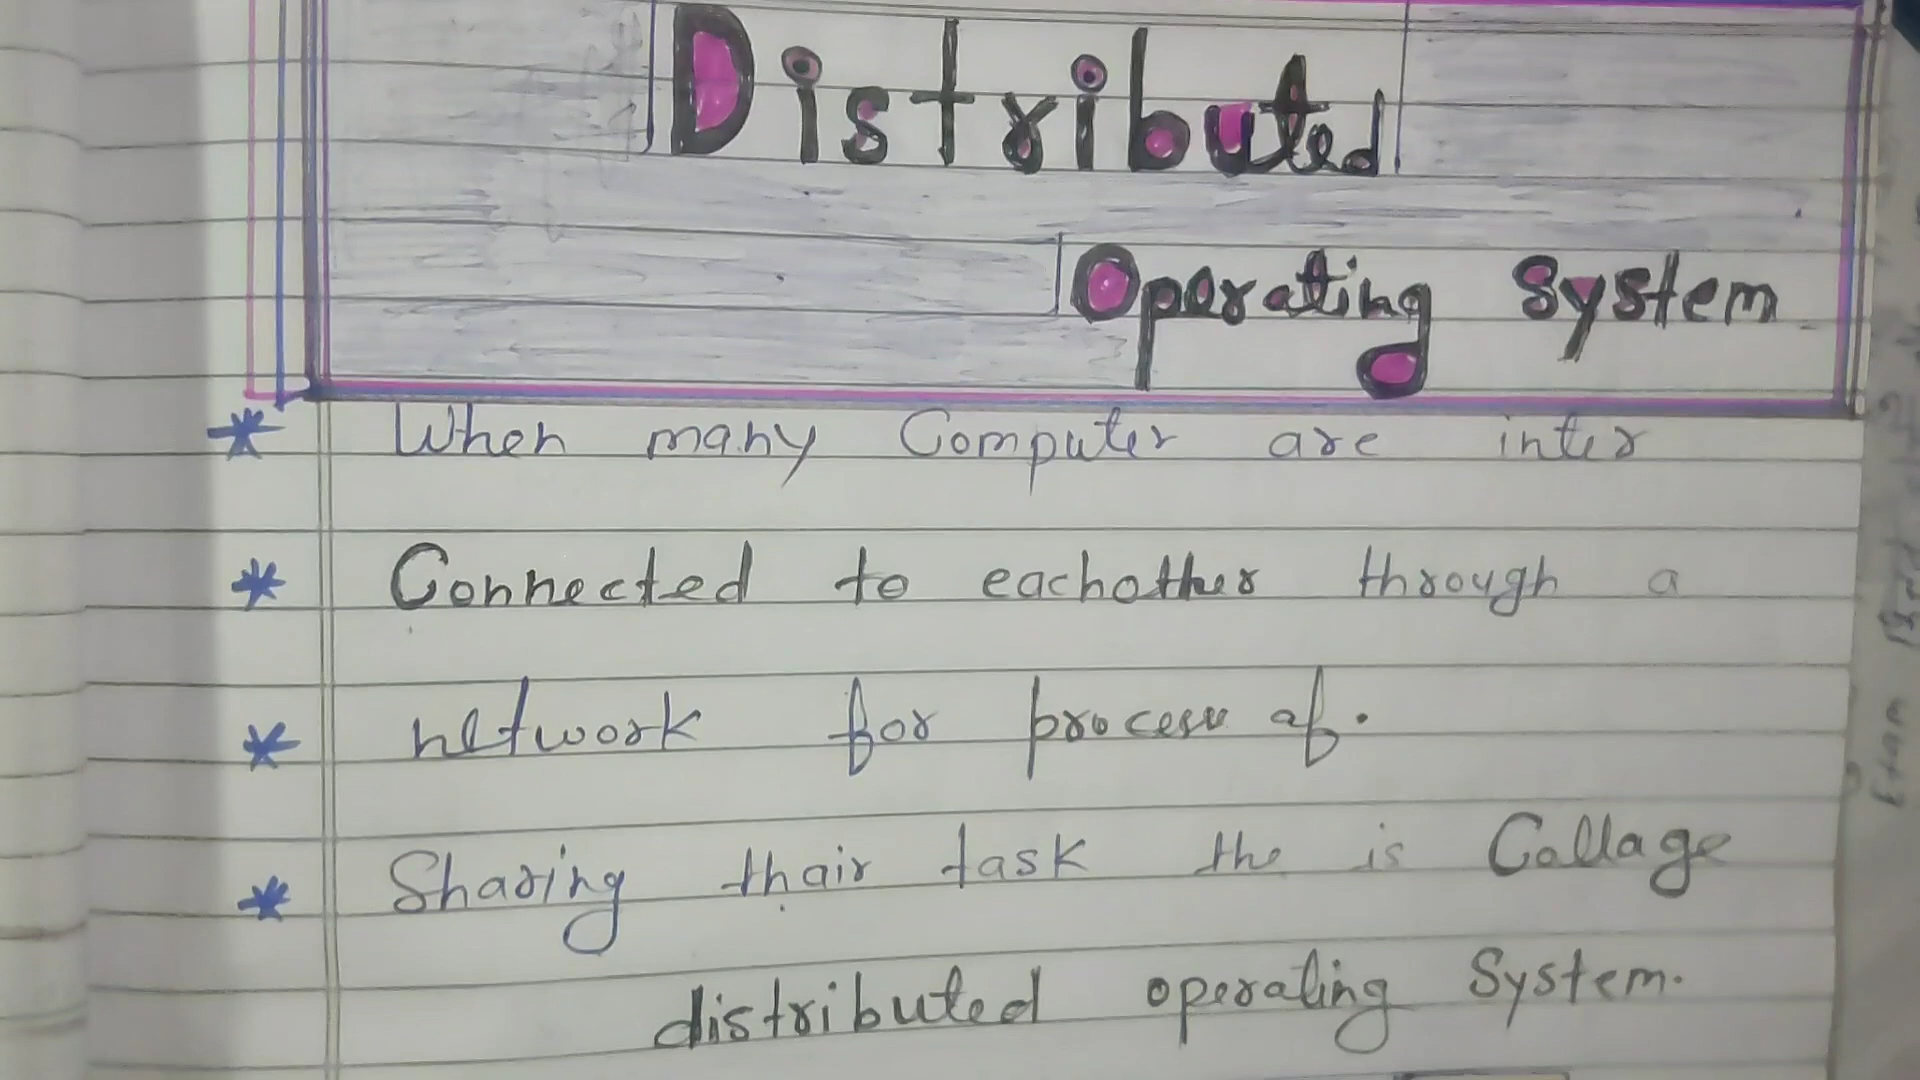 Distributed
Operating System
* When many Computer are inter
* Connected to eachother through a
* network for process of.
* Sharing thair task the is Collage
distributed operating System.